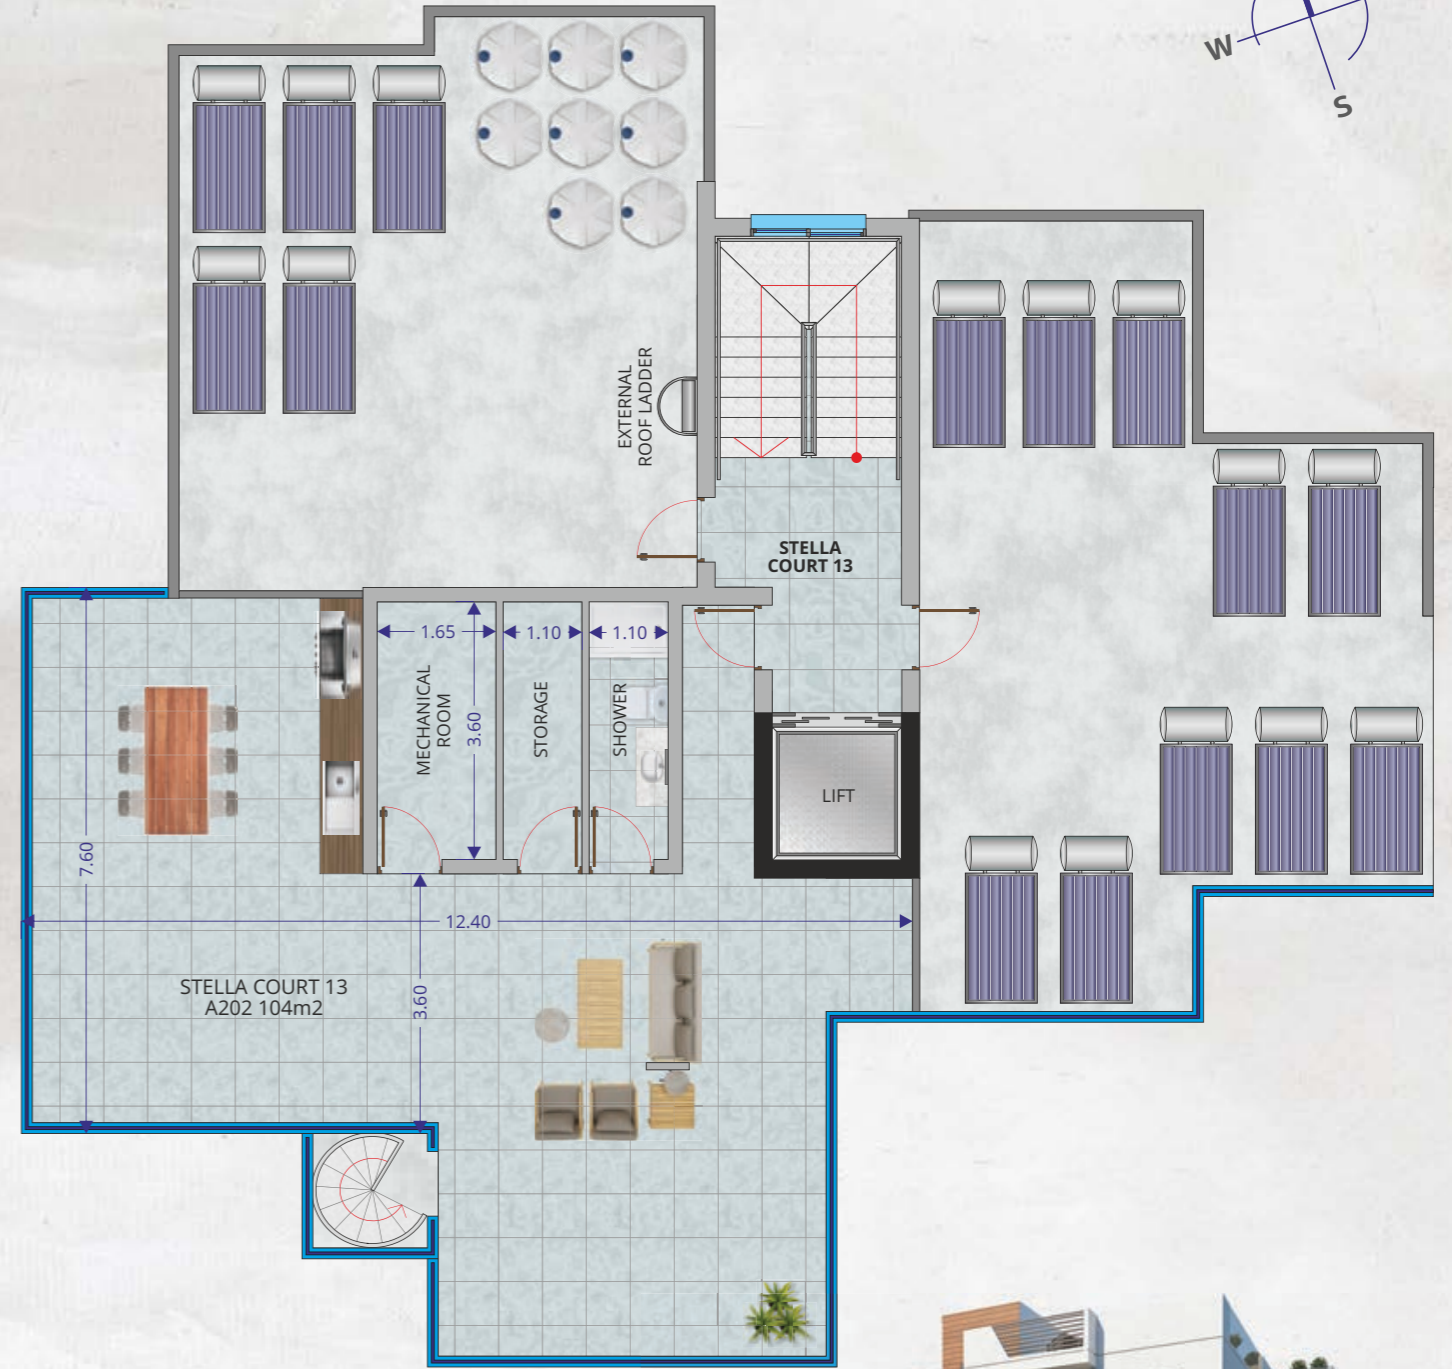 W
S
EXTERNAL
ROOF LADDER
STELLA
COURT 13
1.65
1.10
1.10
MECHANICAL
ROOM
3.60
STORAGE
SHOWER
LIFT
7.60
12.40
STELLA COURT 13
A202 104m2
3.60